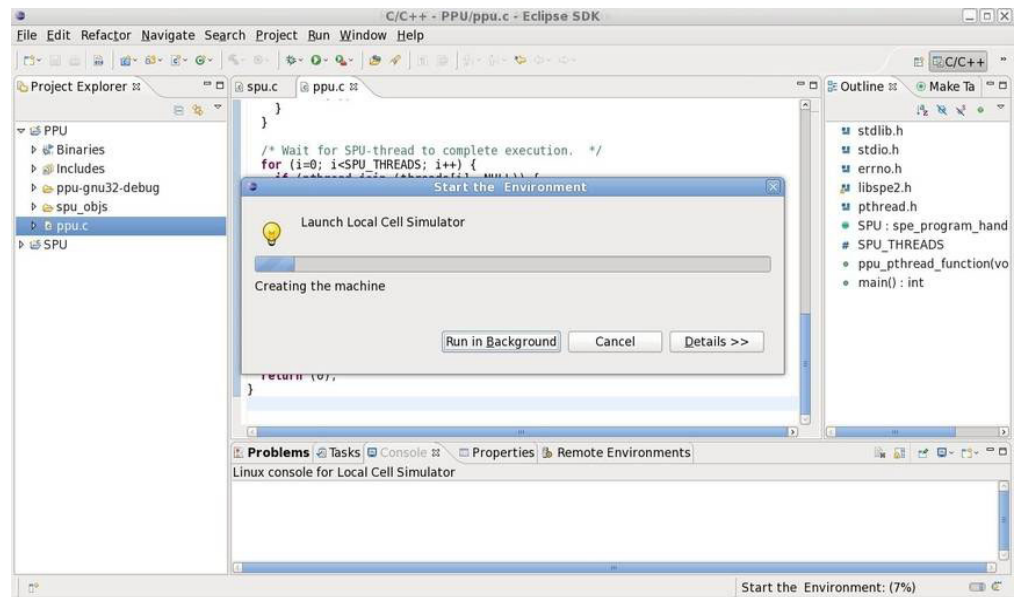 C/C++ - PPU/ppu.c - Eclipse SDK
File Edit Refactor Navigate Search Project Run Window Help
C/C++
Project Explorer
PPU
Binaries
Includes
ppu-gnu32-debug
spu_objs
ppu.c
SPU
spu.c
ppu.c
}
}
/* Wait for SPU-thread to complete execution. */
for (i=0; i<SPU_THREADS; i++) {
if (pthread_join (threads[i], NULL)) {
Start the Environment
Launch Local Cell Simulator
Creating the machine
Run in Background
Cancel
Details >>
return (0);
}
Outline
Make Ta
stdlib.h
stdio.h
errno.h
libspe2.h
pthread.h
SPU : spe_program_hand
SPU_THREADS
ppu_pthread_function(vo
main() : int
Problems Tasks Console Properties Remote Environments
Linux console for Local Cell Simulator
Start the Environment: (7%)